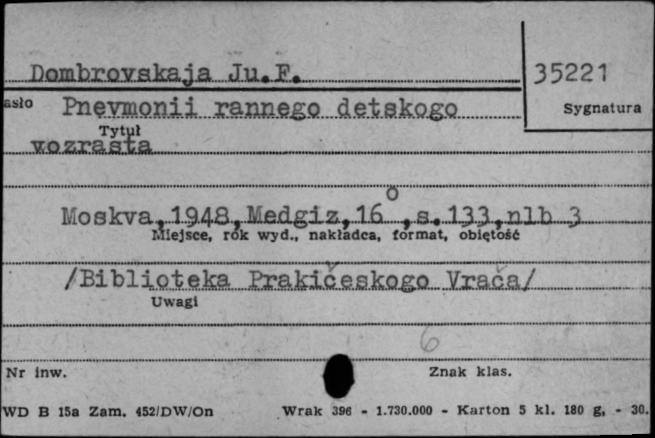 Dombrovskaja Ju.F.
35221
asło Pnevmonii rannego detskogo
Sygnatura
Tytuł
vozrasta
Moskva,1948,Medgiz,16°,s.133,nlb 3
Miejsce, rok wyd., nakładca, format, objętość
/Biblioteka Prakičeskogo Vrača/
Uwagi
6
Nr inw.
Znak klas.
WD B 15a Zam. 452/DW/On Wrak 396 - 1.730.000 - Karton 5 kl. 180 g. - 30.